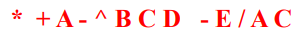 * + A - ^ B C D - E / A C